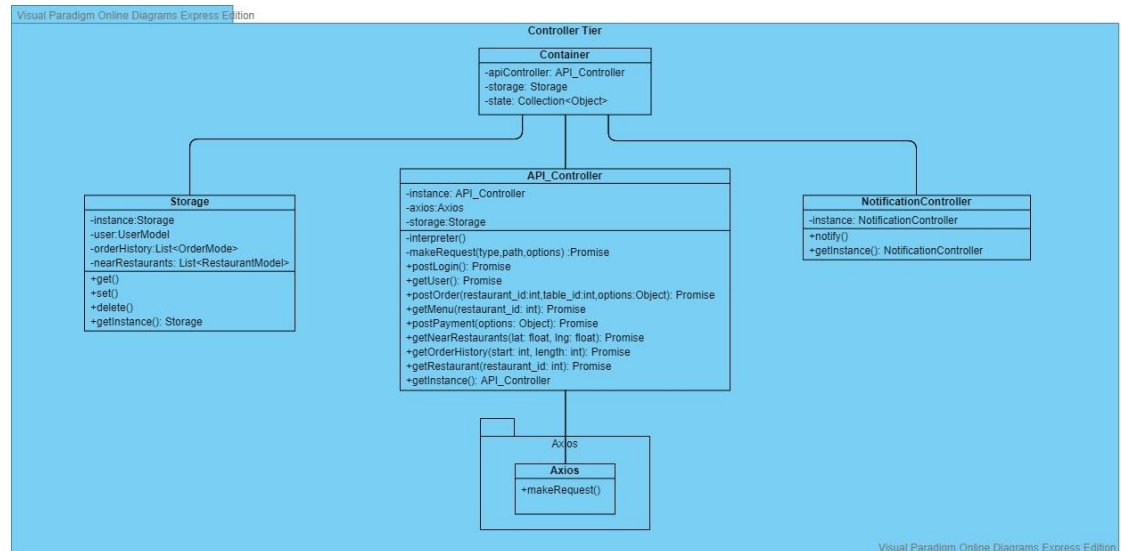 Visual Paradigm Online Diagrams Express Edition
Controller Tier
Container
-apiController: API_Controller
-storage: Storage
-state: Collection<Object>
Storage
-instance:Storage
-user:UserModel
-orderHistory:List<OrderMode>
-nearRestaurants: List<RestaurantModel>
+get()
+set()
+delete()
+getInstance(): Storage
API_Controller
-instance: API_Controller
-axios:Axios
-storage:Storage
-interpreter()
-makeRequest(type,path,options) :Promise
+postLogin(): Promise
+getUser(): Promise
+postOrder(restaurant_id:int,table_id:int,options:Object): Promise
+getMenu(restaurant_id: int): Promise
+postPayment(options: Object): Promise
+getNearRestaurants(lat: float, lng: float): Promise
+getOrderHistory(start: int, length: int): Promise
+getRestaurant(restaurant_id: int): Promise
+getInstance(): API_Controller
NotificationController
-instance: NotificationController
+notify()
+getInstance(): NotificationController
Axios
Axios
+makeRequest()
Visual Paradigm Online Diagrams Express Edition